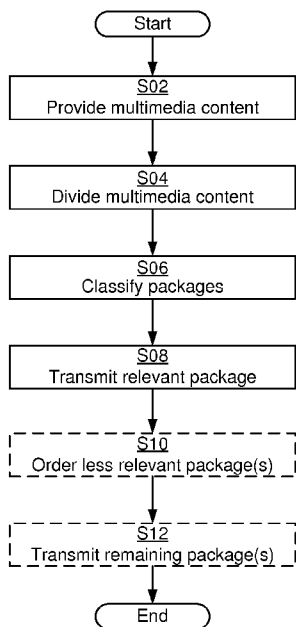 Start
S02
Provide multimedia content
S04
Divide multimedia content
S06
Classify packages
S08
Transmit relevant package
S10
Order less relevant package(s)
S12
Transmit remaining package(s)
End